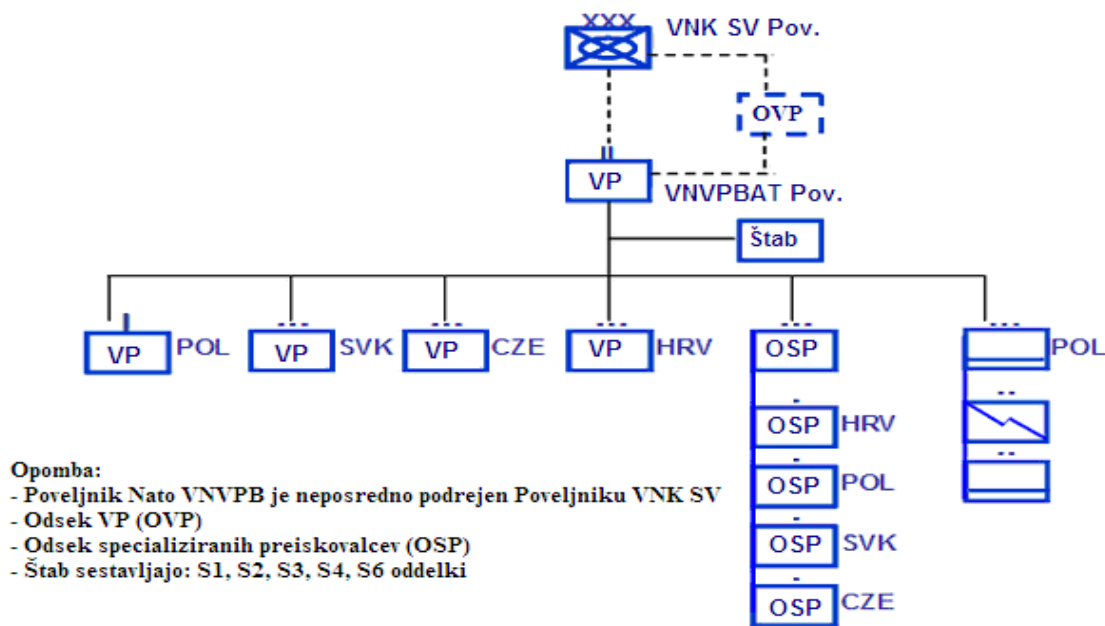 XXX
VNK SV Pov.
OVP
VP
VNVPBAT Pov.
Štab
VP POL
VP SVK
VP CZE
VP HRV
OSP
POL
OSP HRV
OSP POL
OSP SVK
OSP CZE
Opomba:
- Poveljnik Nato VNVPB je neposredno podrejen Poveljniku VNK SV
- Odsek VP (OVP)
- Odsek specializiranih preiskovalcev (OSP)
- Štab sestavljajo: S1, S2, S3, S4, S6 oddelki